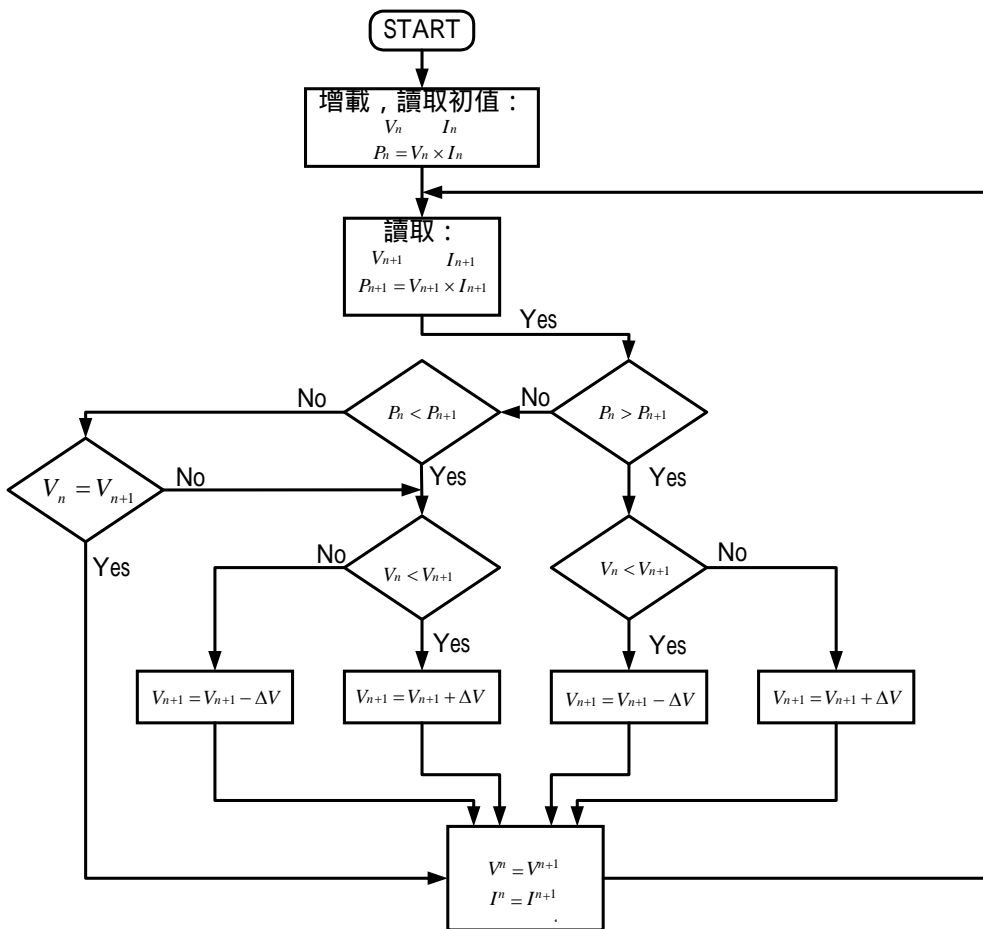 START
增載，讀取初值：
Vn In
Pn = Vn × In
讀取：
Vn+1 In+1
Pn+1 = Vn+1 × In+1
Yes
No
No
Pn < Pn+1
Pn > Pn+1
Vn = Vn+1
No
Yes
Yes
Yes
No
No
Vn < Vn+1
Vn < Vn+1
Yes
Yes
Vn+1 = Vn+1 − ΔV
Vn+1 = Vn+1 + ΔV
Vn+1 = Vn+1 − ΔV
Vn+1 = Vn+1 + ΔV
Vⁿ = Vⁿ⁺¹
Iⁿ = Iⁿ⁺¹
.